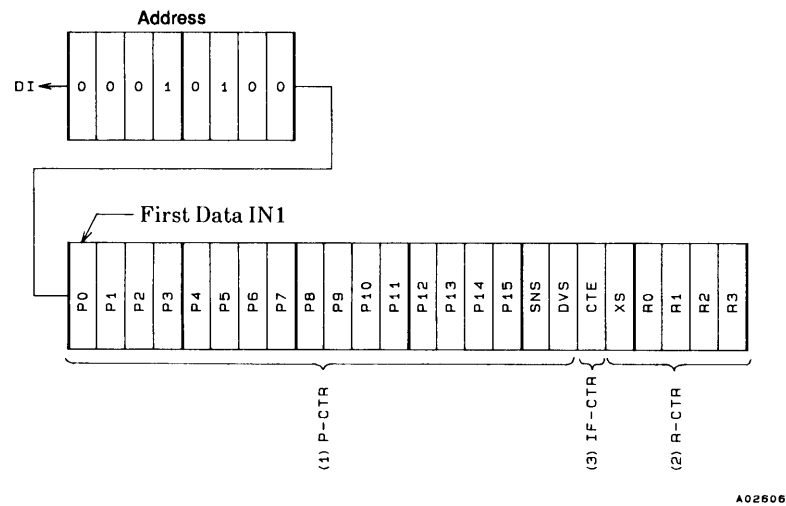 Address
DI 0 0 0 1 0 1 0 0
First Data IN1
P0 P1 P2 P3 P4 P5 P6 P7 P8 P9 P10 P11 P12 P13 P14 P15 SNS DVS CTE XS R0 R1 R2 R3
(1) P-CTR (3) IF-CTR (2) R-CTR
A02606